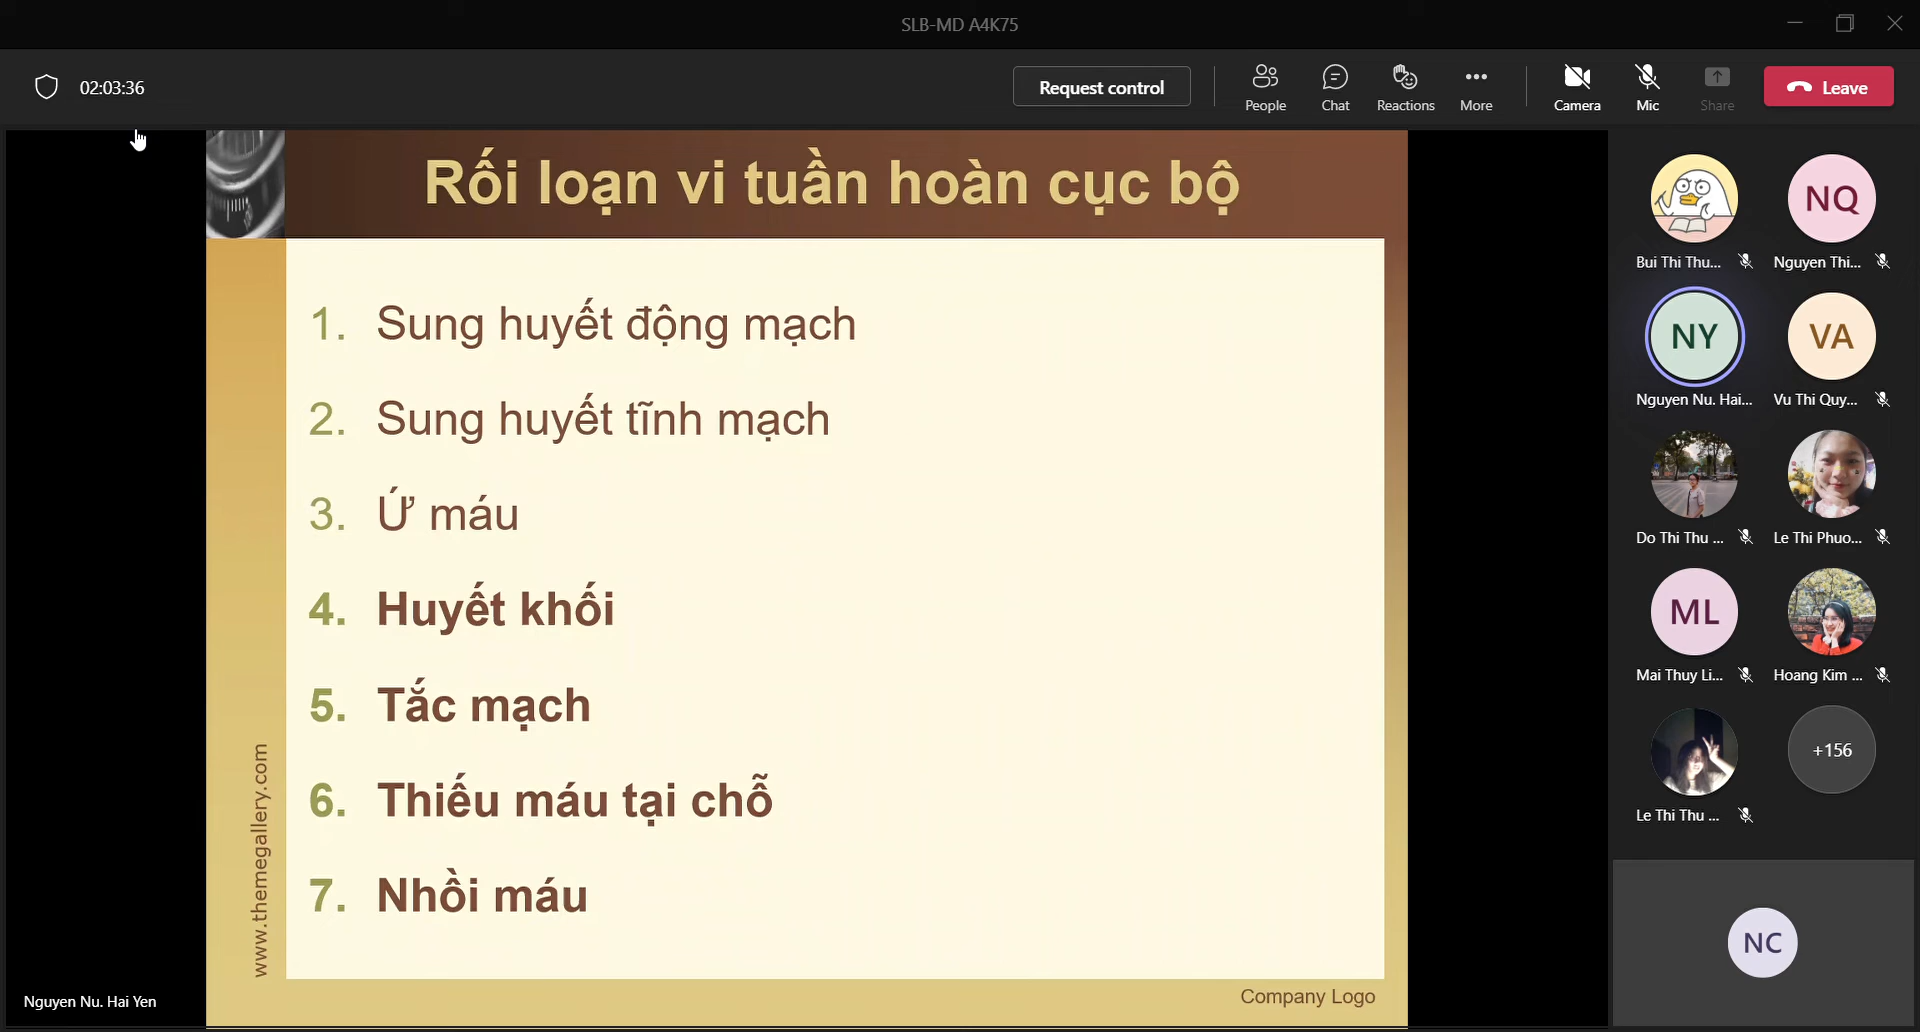 SLB-MD A4K75
02:03:36
Request control
People
Chat
Reactions
More
Camera
Mic
Share
Leave
Rối loạn vi tuần hoàn cục bộ
1. Sung huyết động mạch
2. Sung huyết tĩnh mạch
3. Ứ máu
4. Huyết khối
5. Tắc mạch
6. Thiếu máu tại chỗ
7. Nhồi máu
www.themegallery.com
Company Logo
Nguyen Nu. Hai Yen
NQ
Bui Thi Thu...
Nguyen Thi...
NY
VA
Nguyen Nu. Hai...
Vu Thi Quy...
Do Thi Thu ...
Le Thi Phuo...
ML
Mai Thuy Li...
Hoang Kim ...
+156
Le Thi Thu ...
NC